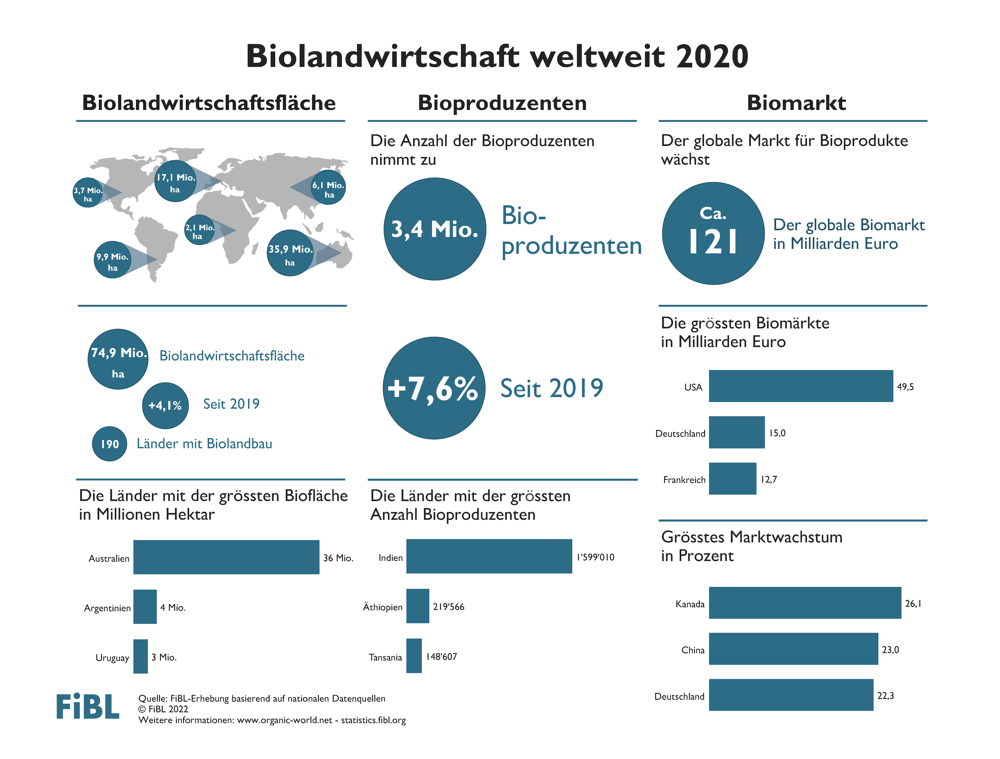 Biolandwirtschaft weltweit 2020
Biolandwirtschaftsfläche
3,7 Mio.
ha
17,1 Mio.
ha
6,1 Mio.
ha
2,1 Mio.
ha
9,9 Mio.
ha
35,9 Mio.
ha
74,9 Mio.
ha
Biolandwirtschaftsfläche
+4,1%
Seit 2019
190
Länder mit Biolandbau
Die Länder mit der grössten Biofläche
in Millionen Hektar
Australien
36 Mio.
Argentinien
4 Mio.
Uruguay
3 Mio.
Bioproduzenten
Die Anzahl der Bioproduzenten
nimmt zu
3,4 Mio.
Bio-
produzenten
+7,6%
Seit 2019
Die Länder mit der grössten
Anzahl Bioproduzenten
Indien
1'599'010
Äthiopien
219'566
Tansania
148'607
Biomarkt
Der globale Markt für Bioprodukte
wächst
Ca.
121
Der globale Biomarkt
in Milliarden Euro
Die grössten Biomärkte
in Milliarden Euro
USA
49,5
Deutschland
15,0
Frankreich
12,7
Grösstes Marktwachstum
in Prozent
Kanada
26,1
China
23,0
Deutschland
22,3
FiBL
Quelle: FiBL-Erhebung basierend auf nationalen Datenquellen
© FiBL 2022
Weitere informationen: www.organic-world.net - statistics.fibl.org